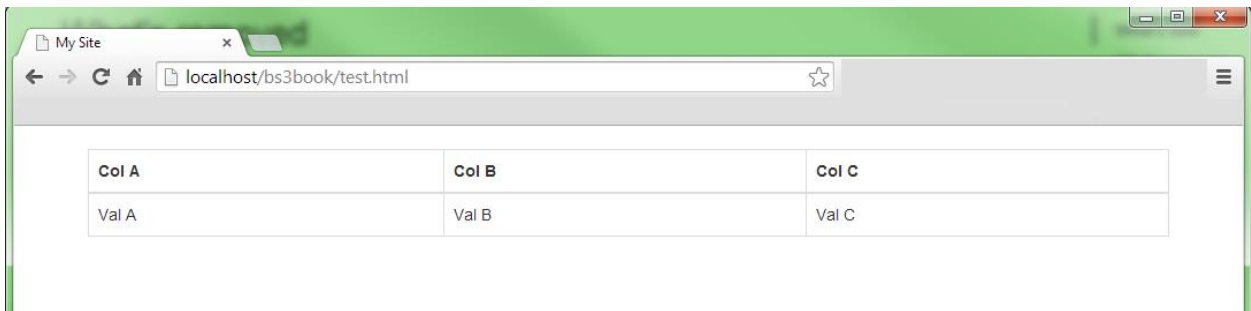 My Site
localhost/bs3book/test.html
Col A Col B Col C
Val A Val B Val C